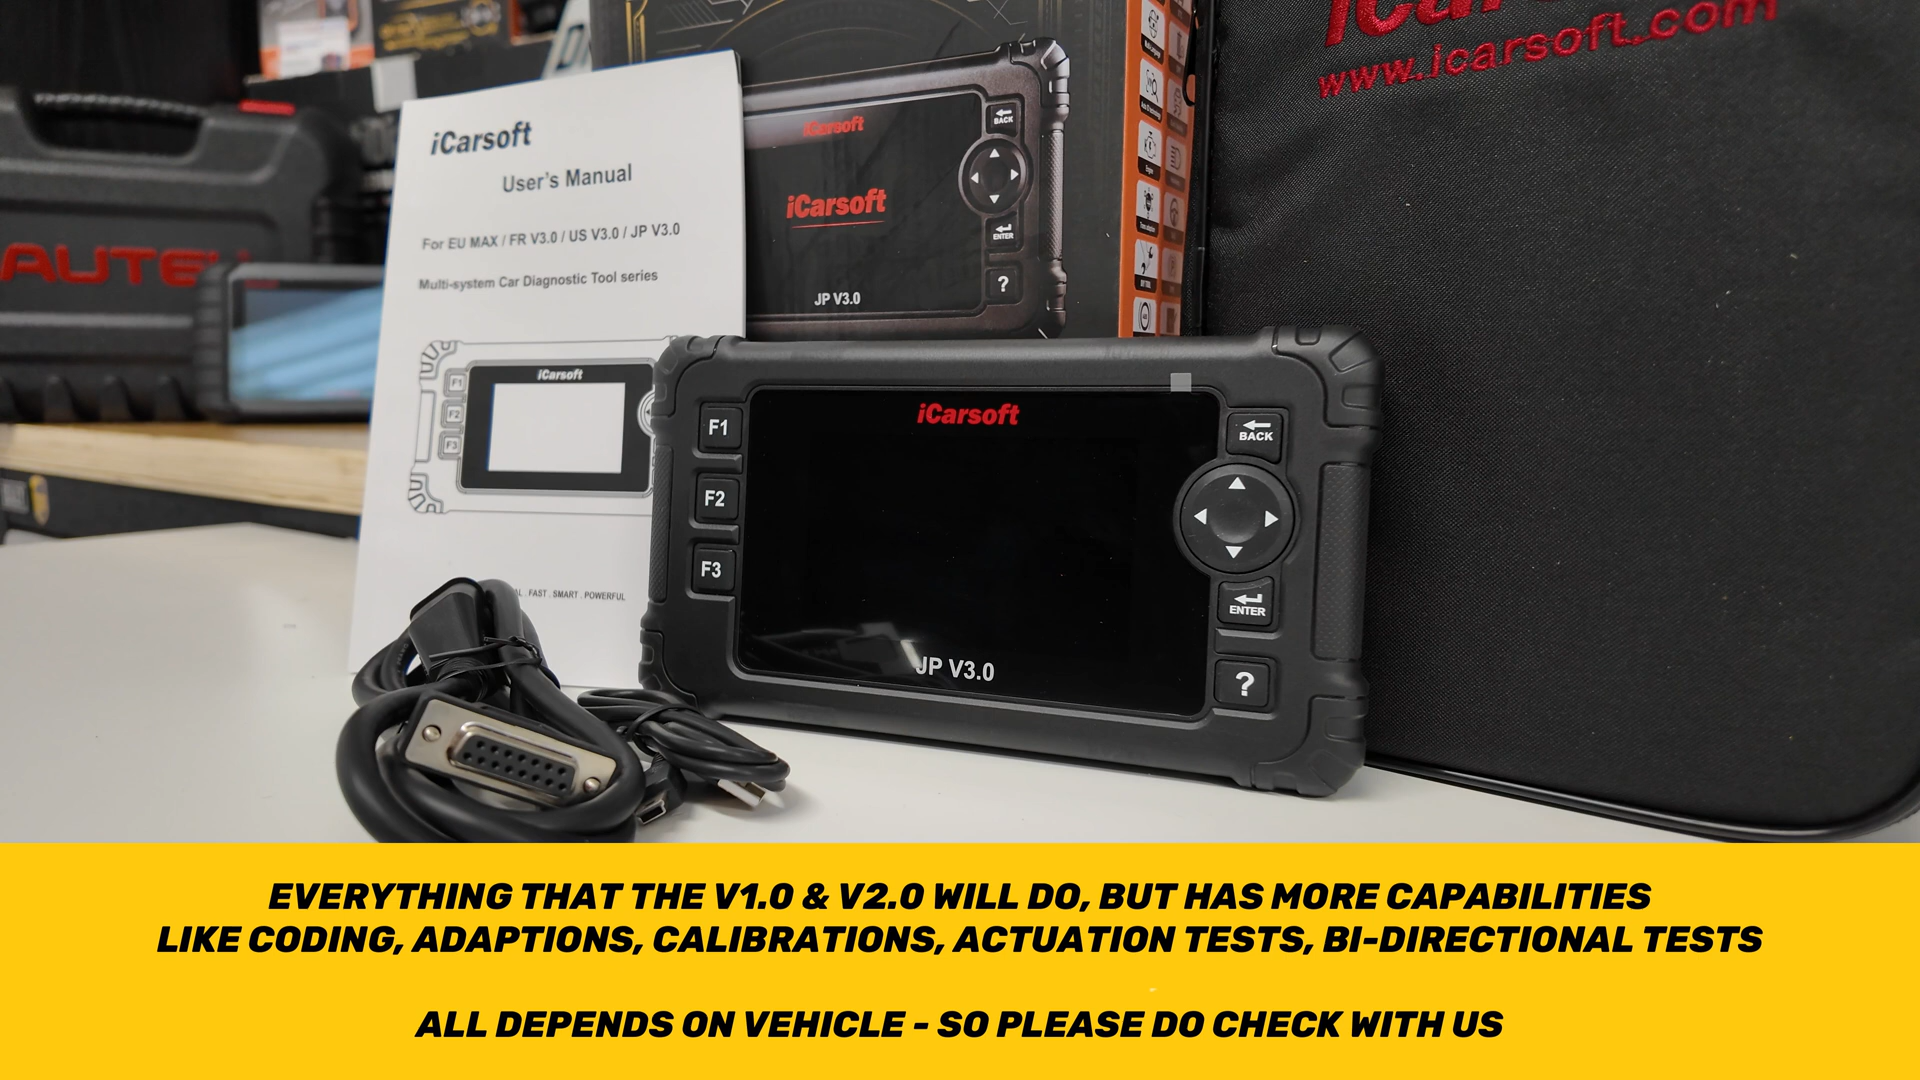 iCarsoft
www.icarsoft.com
iCarsoft
User's Manual
For EU MAX / FR V3.0 / US V3.0 / JP V3.0
Multi-system Car Diagnostic Tool series
F1
F2
F3
iCarsoft
FAST . SMART . POWERFUL
iCarsoft
iCarsoft
BACK
ENTER
?
JP V3.0
AUTEL
F1
F2
F3
iCarsoft
JP V3.0
BACK
ENTER
?
EVERYTHING THAT THE V1.0 & V2.0 WILL DO, BUT HAS MORE CAPABILITIES
LIKE CODING, ADAPTIONS, CALIBRATIONS, ACTUATION TESTS, BI-DIRECTIONAL TESTS
ALL DEPENDS ON VEHICLE - SO PLEASE DO CHECK WITH US